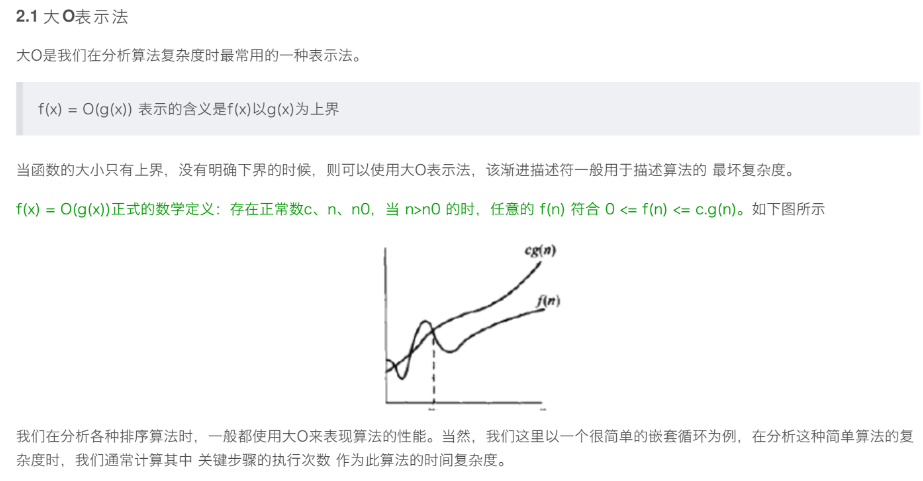 2.1 大O表示法
大O是我们在分析算法复杂度时最常用的一种表示法。
f(x) = O(g(x)) 表示的含义是f(x)以g(x)为上界
当函数的大小只有上界，没有明确下界的时候，则可以使用大O表示法，该渐进描述符一般用于描述算法的 最坏复杂度。
f(x) = O(g(x))正式的数学定义：存在正常数c、n、n0，当 n>n0 的时，任意的 f(n) 符合 0 <= f(n) <= c.g(n)。如下图所示
cg(n)
f(n)
我们在分析各种排序算法时，一般都使用大O来表现算法的性能。当然，我们这里以一个很简单的嵌套循环为例，在分析这种简单算法的复
杂度时，我们通常计算其中 关键步骤的执行次数 作为此算法的时间复杂度。